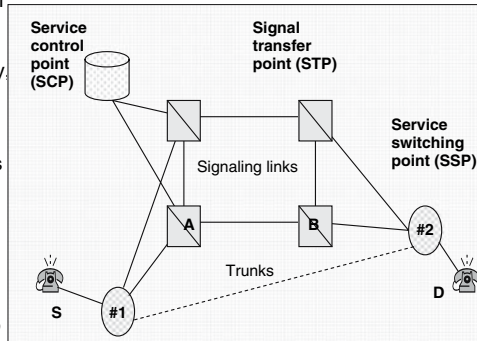 Service
control
point
(SCP)
Signal
transfer
point (STP)
Service
switching
point (SSP)
Signaling links
A
B
#2
Trunks
D
S
#1